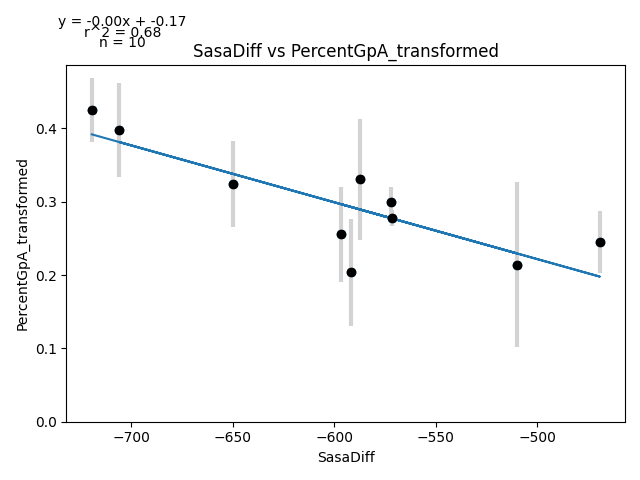 y = -0.00x + -0.17
r^2 = 0.68
n = 10
SasaDiff vs PercentGpA_transformed
PercentGpA_transformed
0.4
0.3
0.2
0.1
0.0
−700
−650
−600
−550
−500
SasaDiff